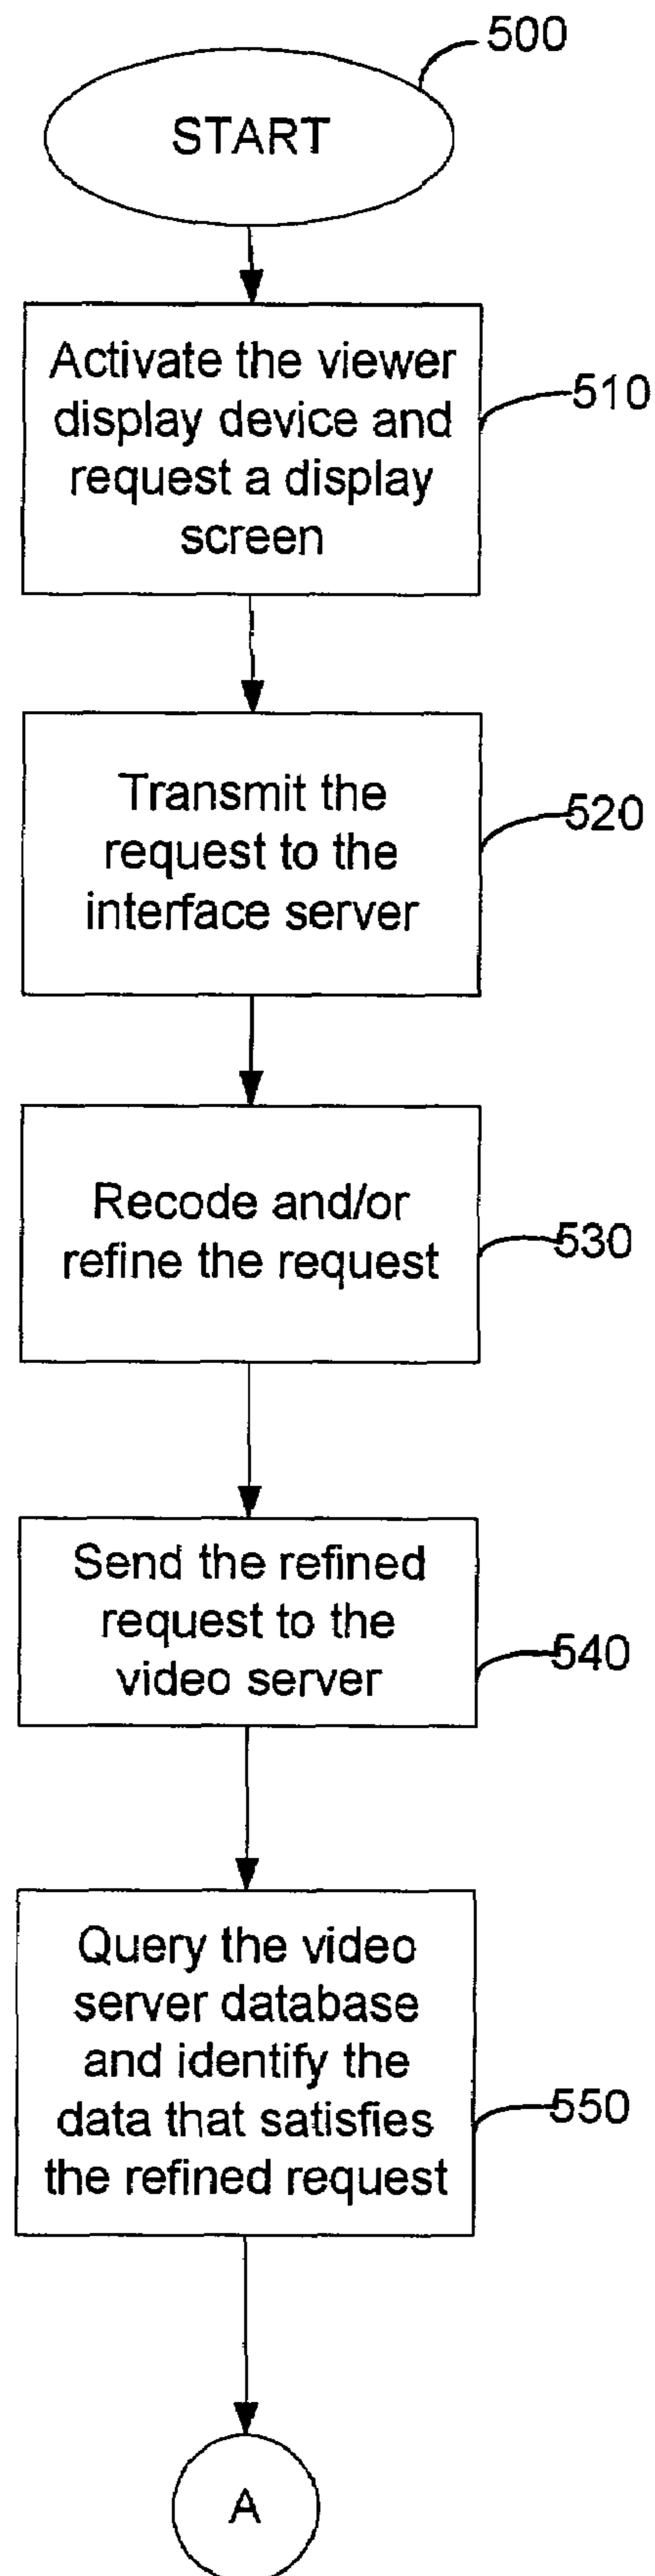 500
START
Activate the viewer
display device and
request a display
screen
510
Transmit the
request to the
interface server
520
Recode and/or
refine the request
530
Send the refined
request to the
video server
540
Query the video
server database
and identify the
data that satisfies
the refined request
550
A